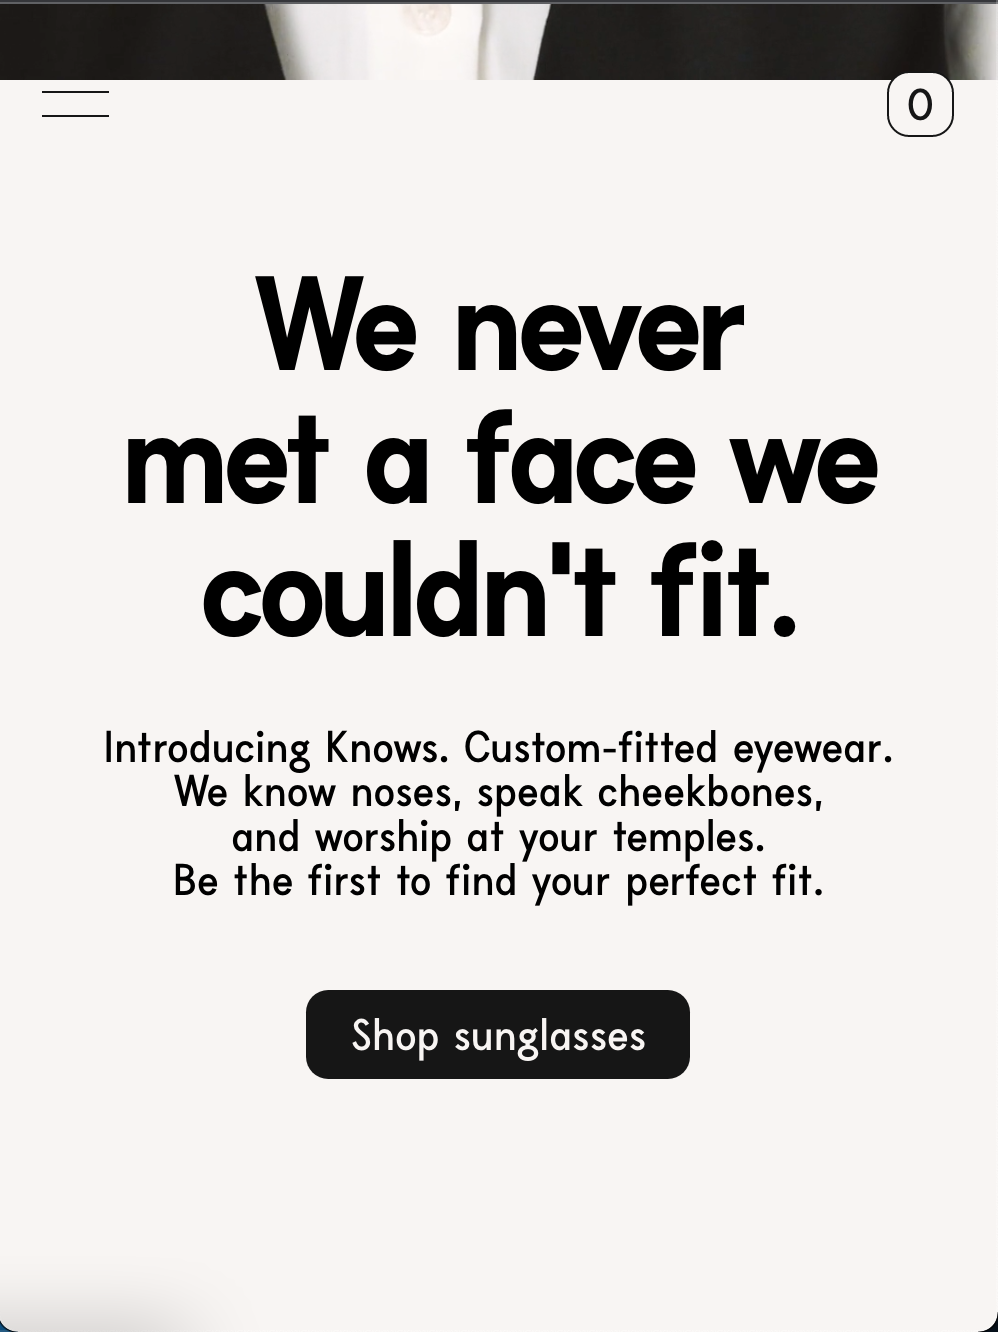 0
We never
met a face we
couldn't fit.
Introducing Knows. Custom-fitted eyewear.
We know noses, speak cheekbones,
and worship at your temples.
Be the first to find your perfect fit.
Shop sunglasses